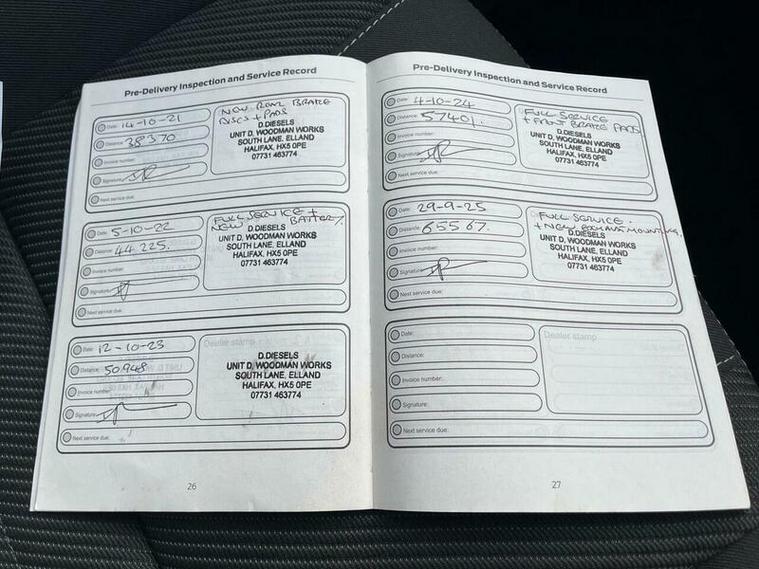 Pre-Delivery Inspection and Service Record
Date: 14-10-21
Distance: 38370
Invoice number:
Signature:
Next service due:
NEW REAR BRAKE
DISCS + PADS
D.DIESELS
UNIT D, WOODMAN WORKS
SOUTH LANE, ELLAND
HALIFAX, HX5 0PE
07731 463774
Date: 5-10-22
Distance: 44225.
Invoice number:
Signature:
Next service due:
FULL SERVICE +
NEW BATTERY.
D.DIESELS
UNIT D, WOODMAN WORKS
SOUTH LANE, ELLAND
HALIFAX, HX5 0PE
07731 463774
Date: 12-10-23
Distance: 50948
Invoice number:
Signature:
Next service due:
Dealer stamp
D.DIESELS
UNIT D, WOODMAN WORKS
SOUTH LANE, ELLAND
HALIFAX, HX5 0PE
07731 463774
26
Pre-Delivery Inspection and Service Record
Date: 4-10-24
Distance: 57401.
Invoice number:
Signature:
Next service due:
FULL SERVICE
+ FRONT BRAKE PADS
D.DIESELS
UNIT D, WOODMAN WORKS
SOUTH LANE, ELLAND
HALIFAX, HX5 0PE
07731 463774
Date: 29-9-25
Distance: 65567.
Invoice number:
Signature:
Next service due:
FULL SERVICE.
+ NEW MOUNTING
D.DIESELS
UNIT D, WOODMAN WORKS
SOUTH LANE, ELLAND
HALIFAX, HX5 0PE
07731 463774
Date:
Distance:
Invoice number:
Signature:
Next service due:
Dealer stamp
27